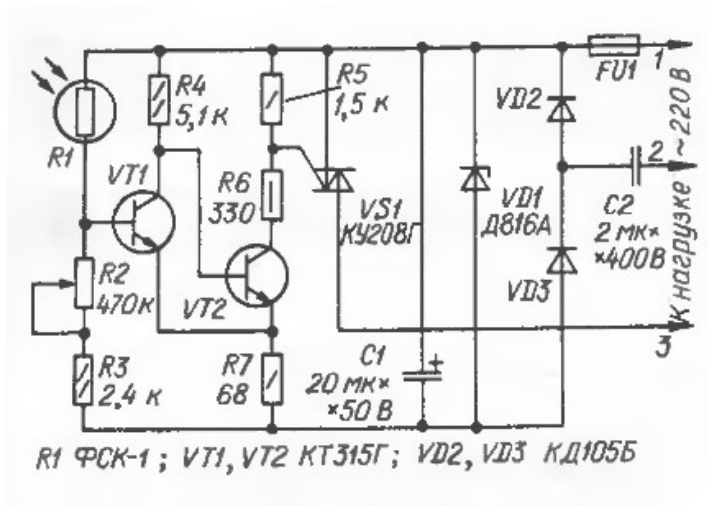 R1
R4
5,1 к
R5
1,5 к
FU1
1
VT1
R6
330
VS1
КУ208Г
VD2
VD1
Д816А
2
C2
2 мк×
×400 В
VD3
К нагрузке ~220 В
R2
470к
VT2
3
R3
2,4 к
R7
68
C1
+
20 мк×
×50 В
R1 ФСК-1 ; VT1, VT2 КТ315Г; VD2, VD3 КД105Б